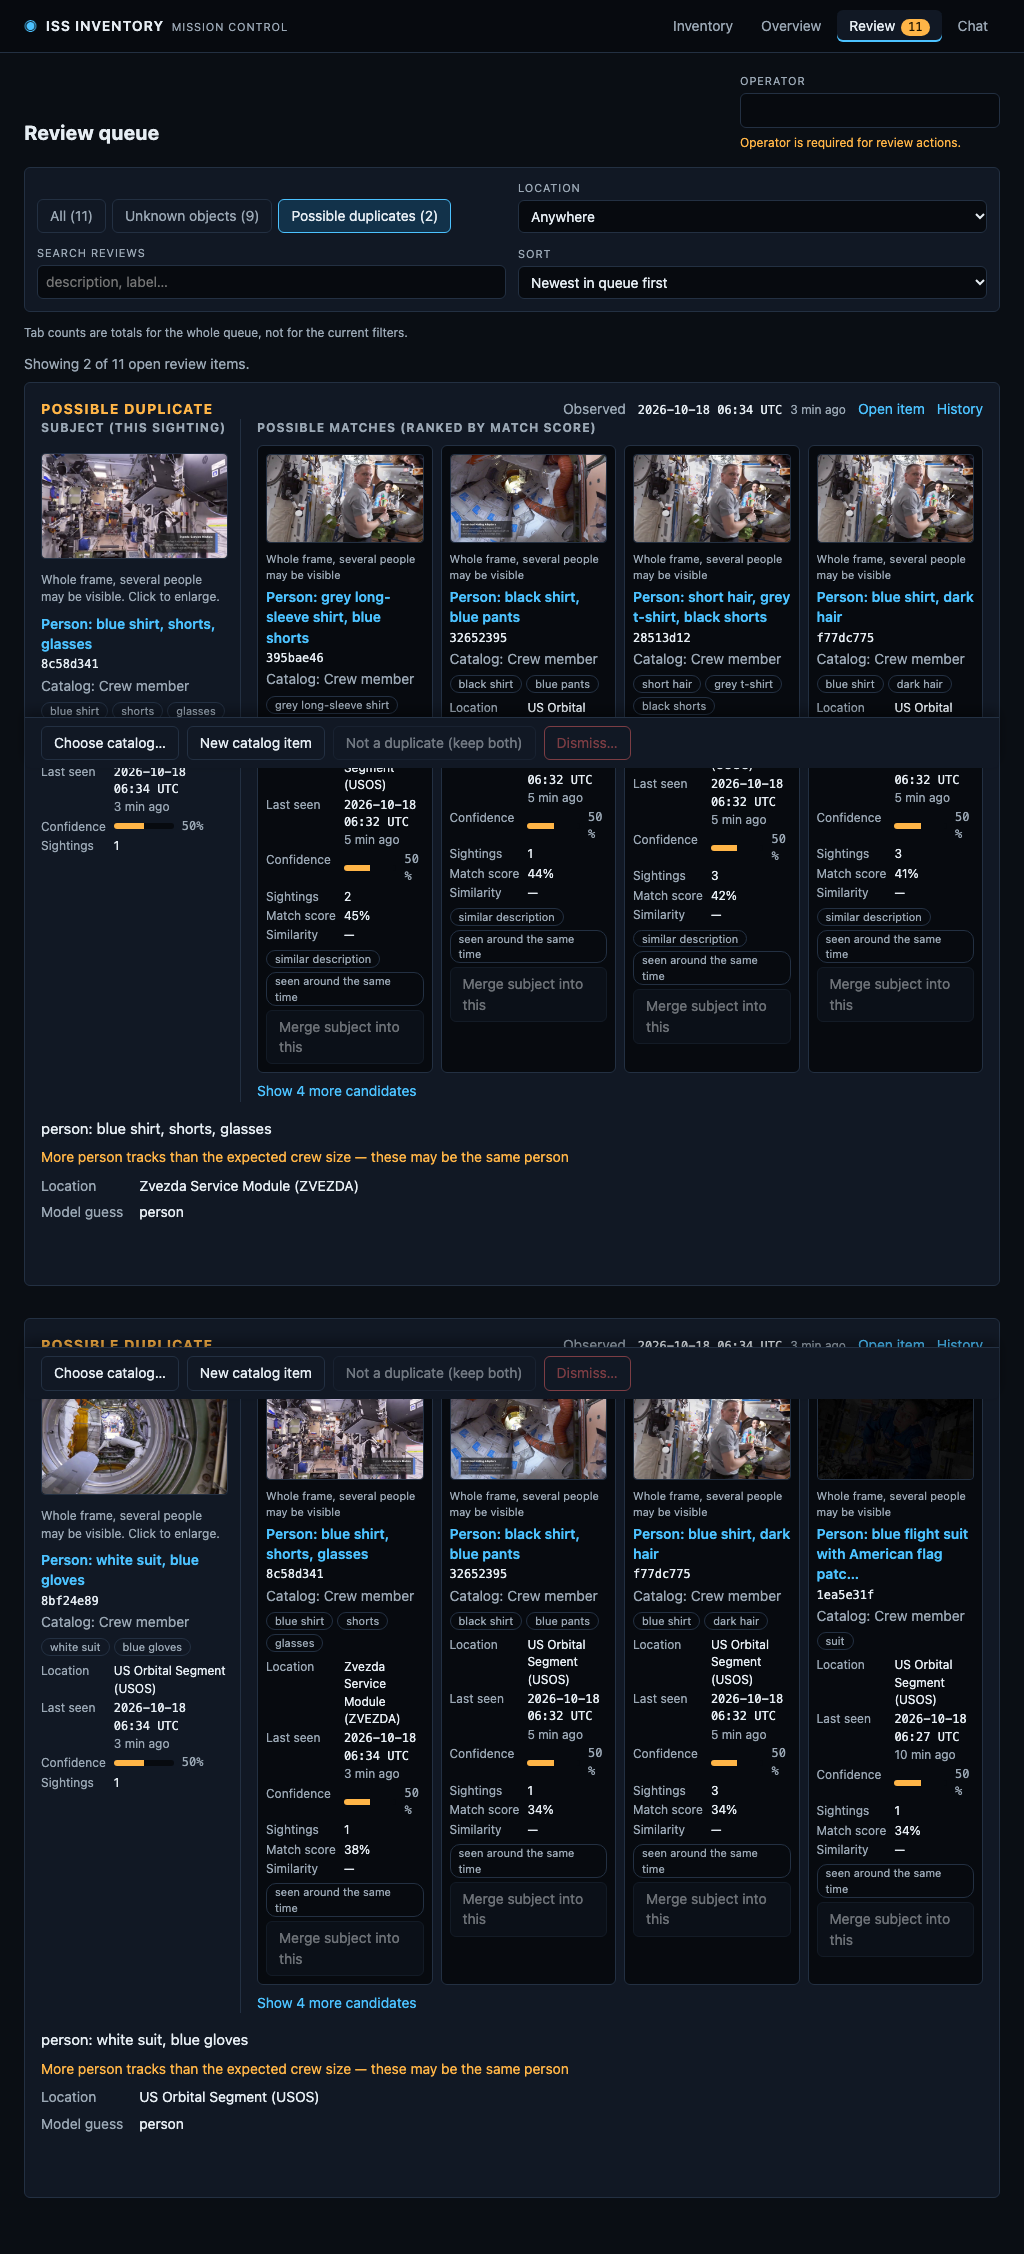 ISS INVENTORY MISSION CONTROL
Inventory Overview Review 11 Chat
OPERATOR
Review queue
Operator is required for review actions.
All (11) Unknown objects (9) Possible duplicates (2)
LOCATION
Anywhere
SEARCH REVIEWS
description, label...
SORT
Newest in queue first
Tab counts are totals for the whole queue, not for the current filters.
Showing 2 of 11 open review items.
POSSIBLE DUPLICATE
Observed 2026-10-18 06:34 UTC 3 min ago Open item History
SUBJECT (THIS SIGHTING)
Whole frame, several people
may be visible. Click to enlarge.
Person: blue shirt, shorts,
glasses
8c58d341
Catalog: Crew member
blue shirt shorts glasses
Last seen 2026-10-18
06:34 UTC
3 min ago
Confidence 50%
Sightings 1
POSSIBLE MATCHES (RANKED BY MATCH SCORE)
Whole frame, several people
may be visible
Person: grey long-
sleeve shirt, blue
shorts
395bae46
Catalog: Crew member
grey long-sleeve shirt
Segment
(USOS)
Last seen 2026-10-18
06:32 UTC
5 min ago
Confidence 50
%
Sightings 2
Match score 45%
Similarity —
similar description
seen around the same
time
Merge subject into
this
Whole frame, several people
may be visible
Person: black shirt,
blue pants
32652395
Catalog: Crew member
black shirt blue pants
Location US Orbital
06:32 UTC
5 min ago
Confidence 50
%
Sightings 1
Match score 44%
Similarity —
similar description
seen around the same
time
Merge subject into
this
Whole frame, several people
may be visible
Person: short hair, grey
t-shirt, black shorts
28513d12
Catalog: Crew member
short hair grey t-shirt
black shorts
(USOS)
Last seen 2026-10-18
06:32 UTC
5 min ago
Confidence 50
%
Sightings 3
Match score 42%
Similarity —
similar description
seen around the same
time
Merge subject into
this
Whole frame, several people
may be visible
Person: blue shirt, dark
hair
f77dc775
Catalog: Crew member
blue shirt dark hair
Location US Orbital
06:32 UTC
5 min ago
Confidence 50
%
Sightings 3
Match score 41%
Similarity —
similar description
seen around the same
time
Merge subject into
this
Choose catalog... New catalog item Not a duplicate (keep both) Dismiss...
Show 4 more candidates
person: blue shirt, shorts, glasses
More person tracks than the expected crew size — these may be the same person
Location Zvezda Service Module (ZVEZDA)
Model guess person
POSSIBLE DUPLICATE
Observed 2026-10-18 06:34 UTC 3 min ago Open item History
Choose catalog... New catalog item Not a duplicate (keep both) Dismiss...
Whole frame, several people
may be visible. Click to enlarge.
Person: white suit, blue
gloves
8bf24e89
Catalog: Crew member
white suit blue gloves
Location US Orbital Segment
(USOS)
Last seen 2026-10-18
06:34 UTC
3 min ago
Confidence 50%
Sightings 1
Whole frame, several people
may be visible
Person: blue shirt,
shorts, glasses
8c58d341
Catalog: Crew member
blue shirt shorts
glasses
Location Zvezda
Service
Module
(ZVEZDA)
Last seen 2026-10-18
06:34 UTC
3 min ago
Confidence 50
%
Sightings 1
Match score 38%
Similarity —
seen around the same
time
Merge subject into
this
Whole frame, several people
may be visible
Person: black shirt,
blue pants
32652395
Catalog: Crew member
black shirt blue pants
Location US Orbital
Segment
(USOS)
Last seen 2026-10-18
06:32 UTC
5 min ago
Confidence 50
%
Sightings 1
Match score 34%
Similarity —
seen around the same
time
Merge subject into
this
Whole frame, several people
may be visible
Person: blue shirt, dark
hair
f77dc775
Catalog: Crew member
blue shirt dark hair
Location US Orbital
Segment
(USOS)
Last seen 2026-10-18
06:32 UTC
5 min ago
Confidence 50
%
Sightings 3
Match score 34%
Similarity —
seen around the same
time
Merge subject into
this
Whole frame, several people
may be visible
Person: blue flight suit
with American flag
patc...
1ea5e31f
Catalog: Crew member
suit
Location US Orbital
Segment
(USOS)
Last seen 2026-10-18
06:27 UTC
10 min ago
Confidence 50
%
Sightings 1
Match score 34%
Similarity —
seen around the same
time
Merge subject into
this
Show 4 more candidates
person: white suit, blue gloves
More person tracks than the expected crew size — these may be the same person
Location US Orbital Segment (USOS)
Model guess person